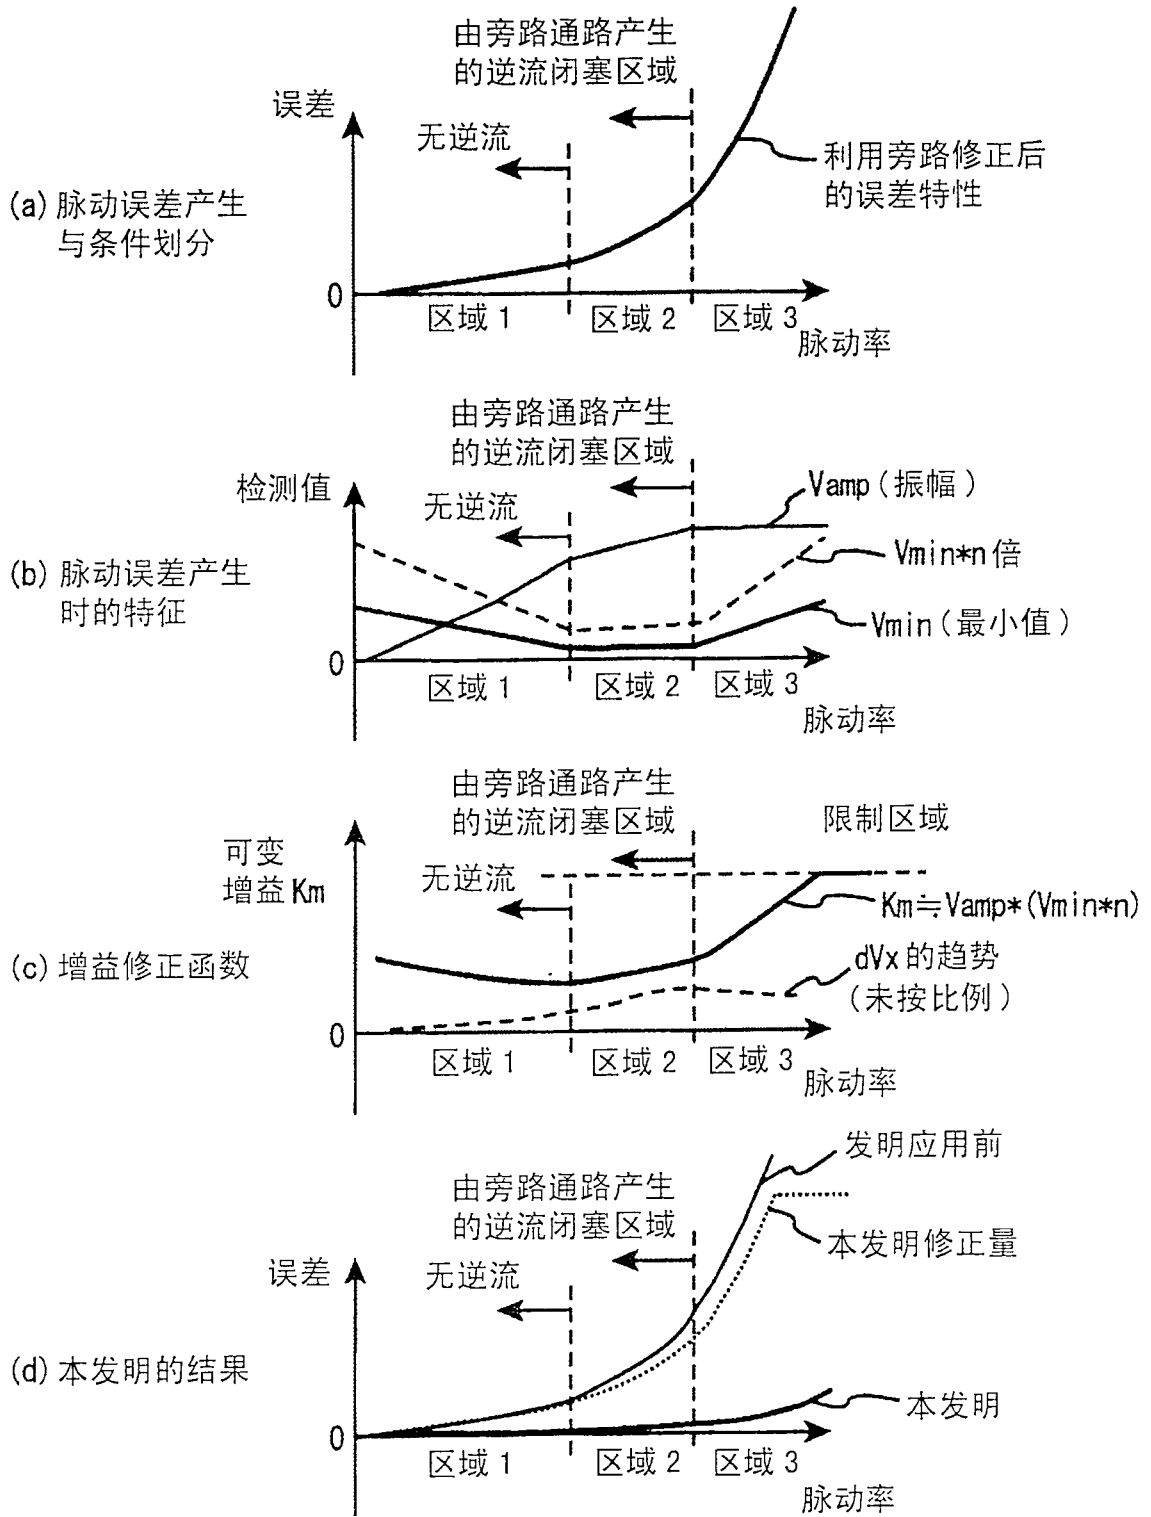 由旁路通路产生
的逆流闭塞区域
误差
无逆流
利用旁路修正后
的误差特性
(a)脉动误差产生
与条件划分
0
区域 1
区域 2
区域 3
脉动率
由旁路通路产生
的逆流闭塞区域
检测值
无逆流
Vamp(振幅)
Vmin*n倍
(b) 脉动误差产生
时的特征
Vmin(最小值)
0
区域 1
区域 2
区域 3
脉动率
由旁路通路产生
的逆流闭塞区域
限制区域
可变
增益Km
无逆流
Km≒Vamp*(Vmin*n)
(c)增益修正函数
dVx的趋势
(未按比例)
0
区域 1
区域 2
区域 3
脉动率
发明应用前
由旁路通路产生
的逆流闭塞区域
本发明修正量
误差
无逆流
(d)本发明的结果
本发明
0
区域 1
区域 2
区域 3
脉动率